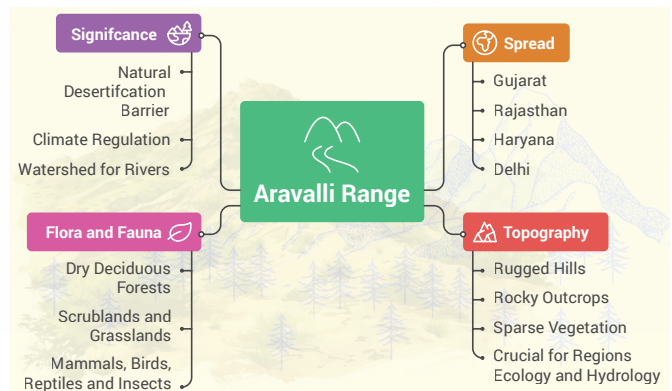 Signifcance
Natural
Desertifcation
Barrier
Climate Regulation
Watershed for Rivers
Spread
Gujarat
Rajasthan
Haryana
Delhi
Aravalli Range
Flora and Fauna
Dry Deciduous
Forests
Scrublands and
Grasslands
Mammals, Birds,
Reptiles and Insects
Topography
Rugged Hills
Rocky Outcrops
Sparse Vegetation
Crucial for Regions
Ecology and Hydrology